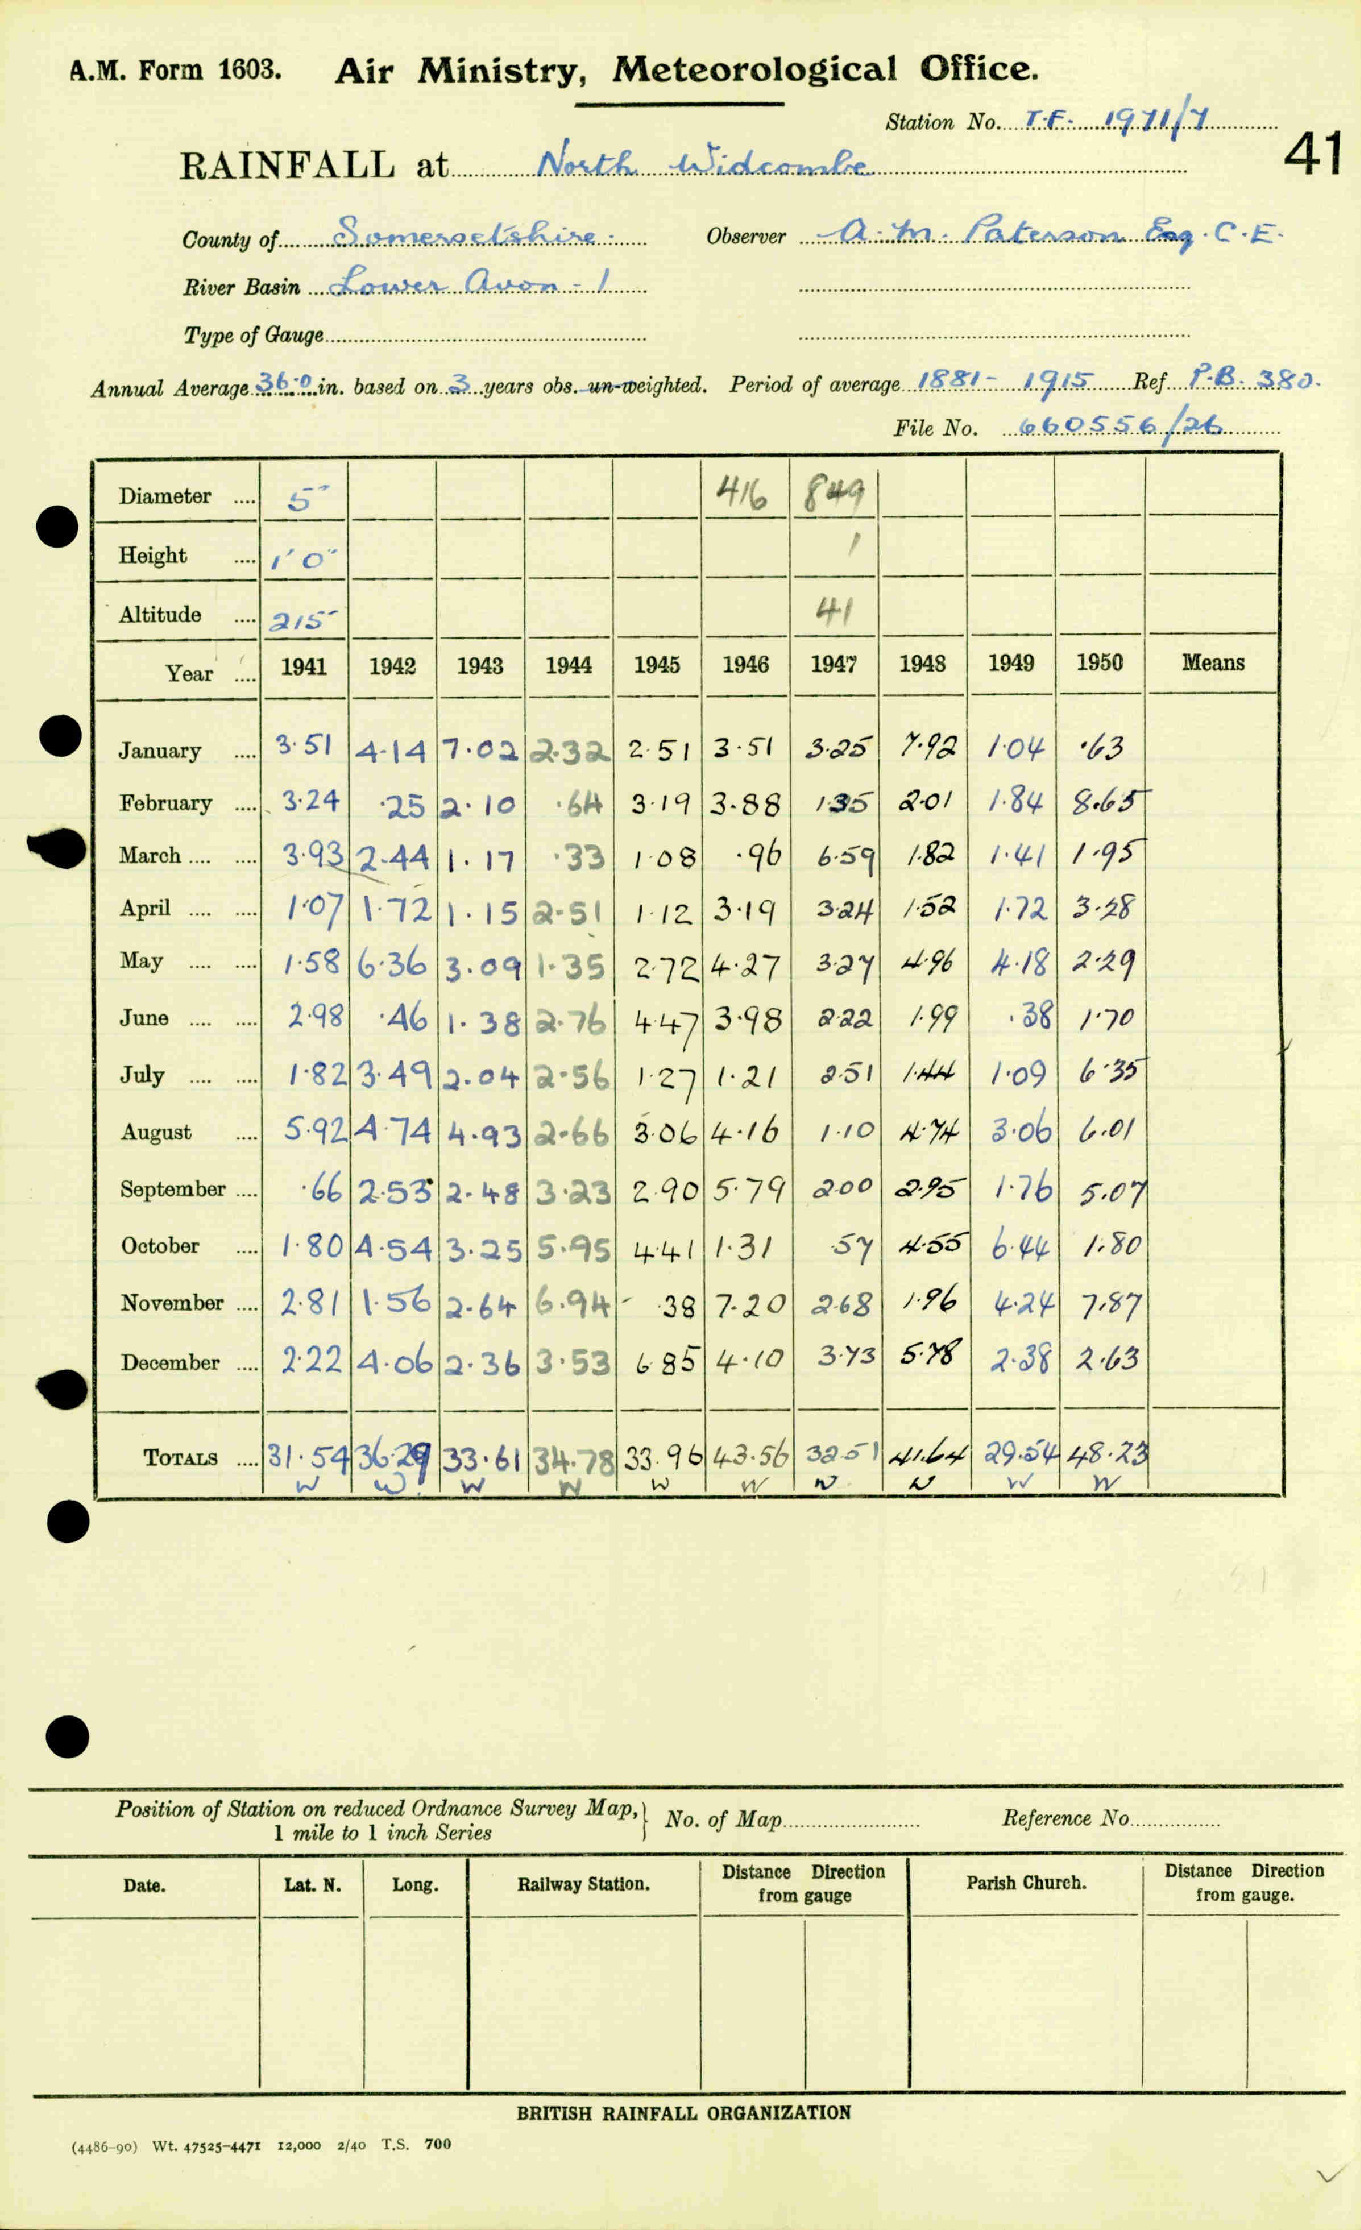 A.M. Form 1603. Air Ministry, Meteorological Office.
Station No. T.F. 1971/7
41
RAINFALL at North Widcombe
County of Somersetshire. Observer A. M. Paterson Esq. C.E.
River Basin Lower Avon - 1
Type of Gauge
Annual Average 36.0 in. based on 3 years obs. un-weighted. Period of average 1881 - 1915 Ref. P.B. 380.
File No. 660556/26
Diameter .... 5" 416 849
Height .... 1' 0" 1
Altitude .... 215 41
Year .... 1941 1942 1943 1944 1945 1946 1947 1948 1949 1950 Means
January .... 3.51 4.14 7.02 2.32 2.51 3.51 3.25 7.92 1.04 .63
February .... 3.24 .25 2.10 .64 3.19 3.88 1.35 2.01 1.84 8.65
March .... .... 3.93 2.44 1.17 .33 1.08 .96 6.59 1.82 1.41 1.95
April .... .... 1.07 1.72 1.15 2.51 1.12 3.19 3.24 1.52 1.72 3.28
May .... .... 1.58 6.36 3.09 1.35 2.72 4.27 3.27 4.96 4.18 2.29
June .... .... 2.98 .46 1.38 2.76 4.47 3.98 2.22 1.99 .38 1.70
July .... .... 1.82 3.49 2.04 2.56 1.27 1.21 2.51 1.44 1.09 6.35
August .... 5.92 4.74 4.93 2.66 3.06 4.16 1.10 4.74 3.06 6.01
September .... .66 2.53 2.48 3.23 2.90 5.79 2.00 2.95 1.76 5.07
October .... 1.80 4.54 3.25 5.95 4.41 1.31 .57 4.55 6.44 1.80
November .... 2.81 1.56 2.64 6.94 .38 7.20 2.68 1.96 4.24 7.87
December .... 2.22 4.06 2.36 3.53 6.85 4.10 3.73 5.78 2.38 2.63
TOTALS .... 31.54 36.29 33.61 34.78 33.96 43.56 32.51 41.64 29.54 48.23
W W W W W W W W W W
Position of Station on reduced Ordnance Survey Map, No. of Map Reference No.
1 mile to 1 inch Series
Date. Lat. N. Long. Railway Station. Distance Direction from gauge Parish Church. Distance Direction from gauge.
BRITISH RAINFALL ORGANIZATION
(4486-90) Wt. 47525-4471 12,000 2/40 T.S. 700